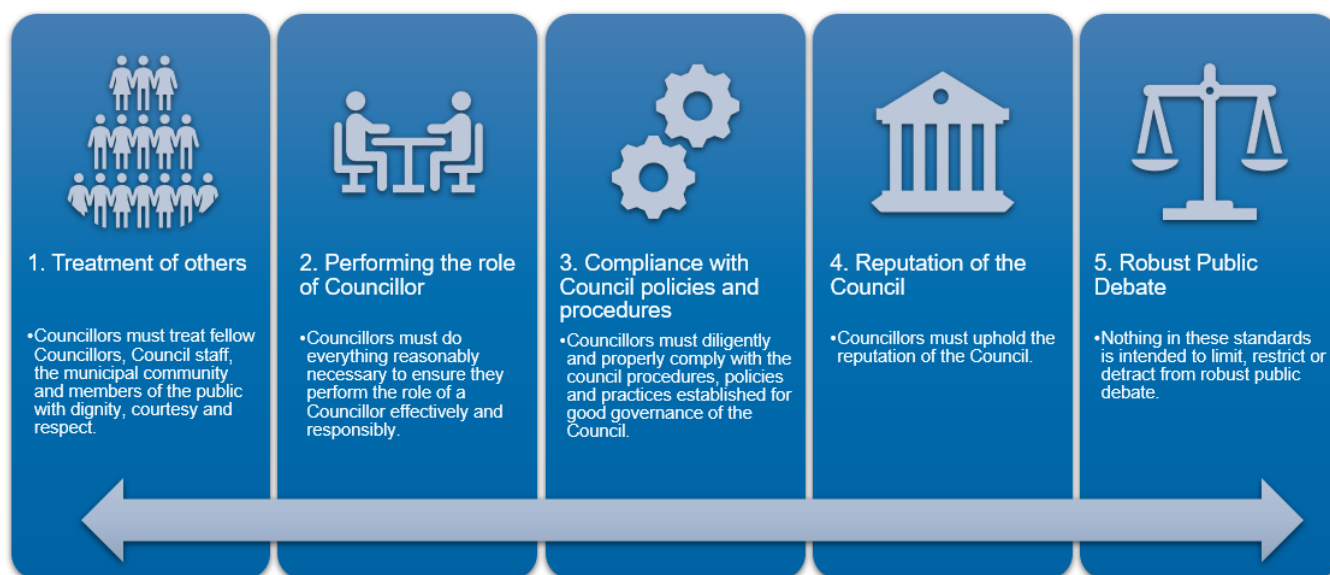 1. Treatment of others
•Councillors must treat fellow
Councillors, Council staff,
the municipal community
and members of the public
with dignity, courtesy and
respect.
2. Performing the role
of Councillor
•Councillors must do
everything reasonably
necessary to ensure they
perform the role of a
Councillor effectively and
responsibly.
3. Compliance with
Council policies and
procedures
•Councillors must diligently
and properly comply with the
council procedures, policies
and practices established for
good governance of the
Council.
4. Reputation of the
Council
•Councillors must uphold the
reputation of the Council.
5. Robust Public
Debate
•Nothing in these standards
is intended to limit, restrict or
detract from robust public
debate.